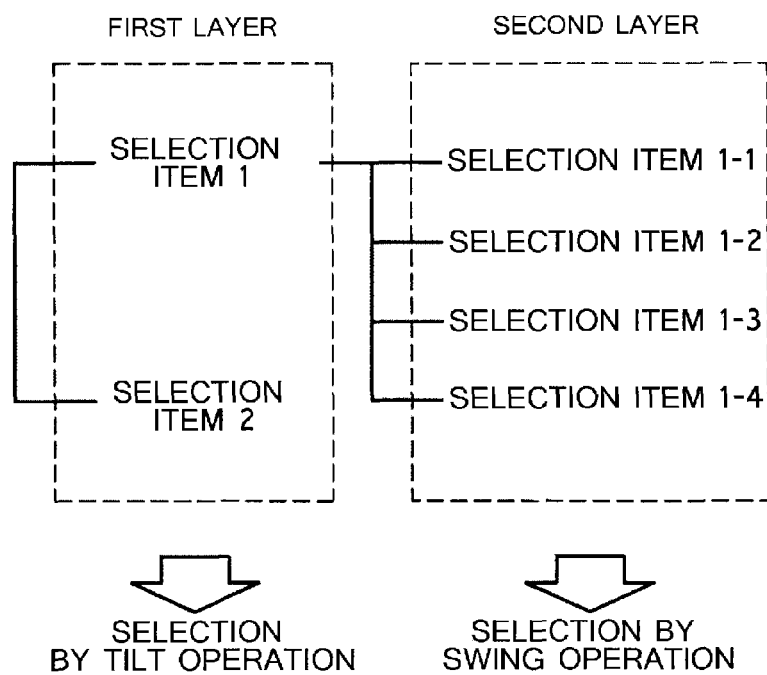 FIRST LAYER
SECOND LAYER
SELECTION
ITEM 1
SELECTION ITEM 1-1
SELECTION ITEM 1-2
SELECTION ITEM 1-3
SELECTION
ITEM 2
SELECTION ITEM 1-4
SELECTION
BY TILT OPERATION
SELECTION BY
SWING OPERATION